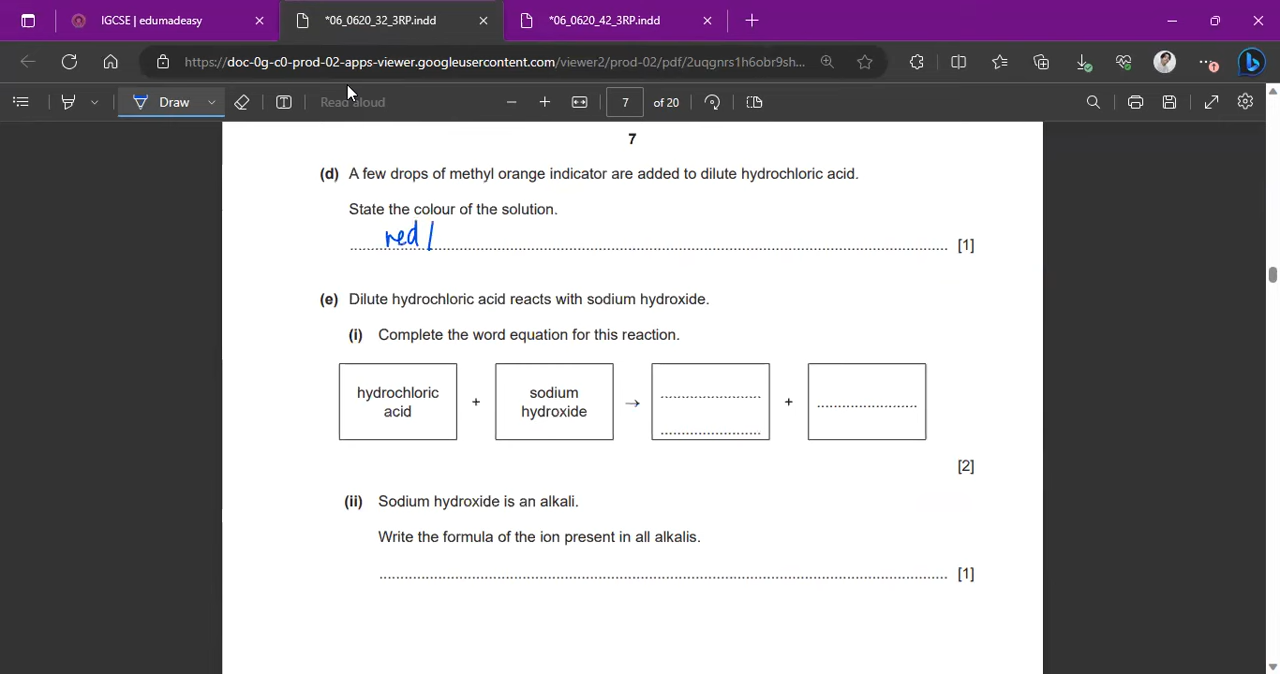 IGCSE | edumadeasy
*06_0620_32_3RP.indd
*06_0620_42_3RP.indd
https://doc-0g-c0-prod-02-apps-viewer.googleusercontent.com/viewer2/prod-02/pdf/2uqgnrs1h6obr9sh...
Draw
Read aloud
7 of 20
7
(d) A few drops of methyl orange indicator are added to dilute hydrochloric acid.
State the colour of the solution.
red /
[1]
(e) Dilute hydrochloric acid reacts with sodium hydroxide.
(i) Complete the word equation for this reaction.
hydrochloric acid + sodium hydroxide → ........................ ........................ + ........................
[2]
(ii) Sodium hydroxide is an alkali.
Write the formula of the ion present in all alkalis.
[1]